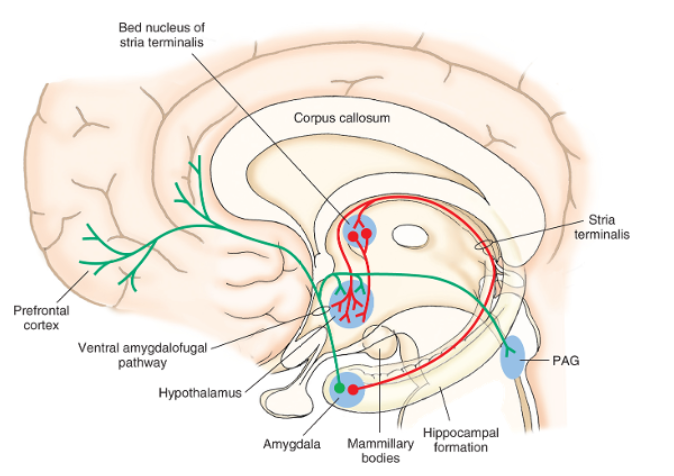 Bed nucleus of
stria terminalis
Corpus callosum
Stria
terminalis
Prefrontal
cortex
Ventral amygdalofugal
pathway
PAG
Hypothalamus
Amygdala
Mammillary
bodies
Hippocampal
formation